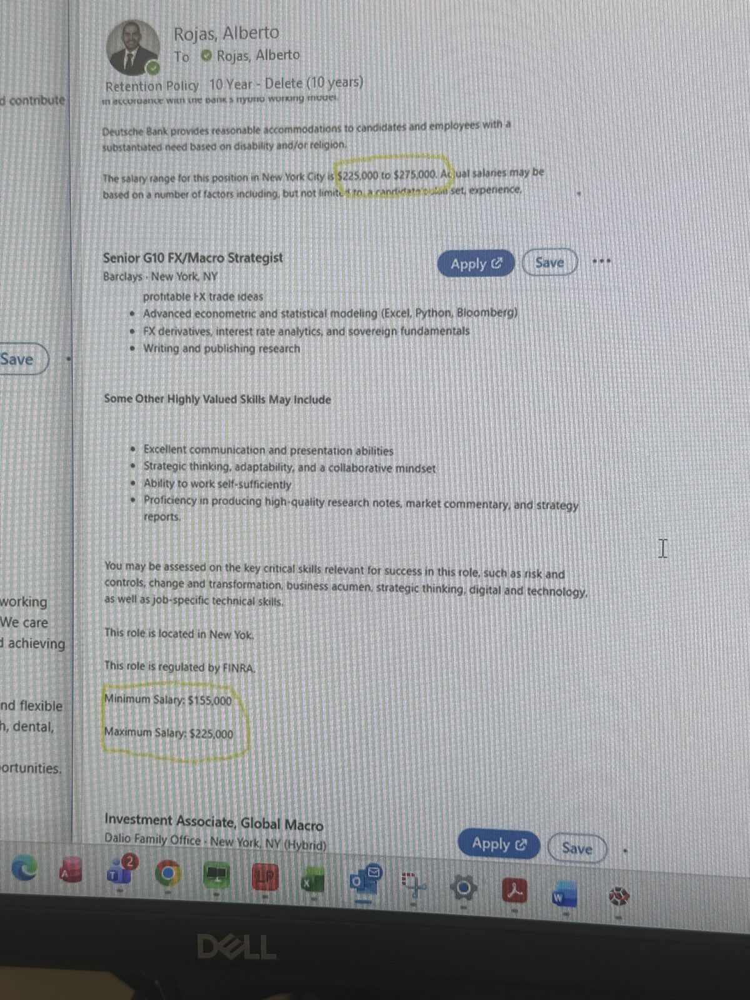 Rojas, Alberto
To Rojas, Alberto
Retention Policy 10 Year - Delete (10 years)
in accordance with the bank's hybrid working model.
d contribute
Deutsche Bank provides reasonable accommodations to candidates and employees with a
substantiated need based on disability and/or religion.
The salary range for this position in New York City is $225,000 to $275,000. Actual salaries may be
based on a number of factors including, but not limited to, a candidate's skill set, experience,
Senior G10 FX/Macro Strategist
Barclays · New York, NY
Apply
Save
profitable FX trade ideas
• Advanced econometric and statistical modeling (Excel, Python, Bloomberg)
• FX derivatives, interest rate analytics, and sovereign fundamentals
• Writing and publishing research
Save
Some Other Highly Valued Skills May Include
• Excellent communication and presentation abilities
• Strategic thinking, adaptability, and a collaborative mindset
• Ability to work self-sufficiently
• Proficiency in producing high-quality research notes, market commentary, and strategy
reports.
You may be assessed on the key critical skills relevant for success in this role, such as risk and
controls, change and transformation, business acumen, strategic thinking, digital and technology,
as well as job-specific technical skills.
working
We care
d achieving
This role is located in New Yok.
This role is regulated by FINRA.
Minimum Salary: $155,000
Maximum Salary: $225,000
nd flexible
h, dental,
ortunities.
Investment Associate, Global Macro
Dalio Family Office · New York, NY (Hybrid)
Apply
Save
A
T
2
LP
X
O
W
DELL